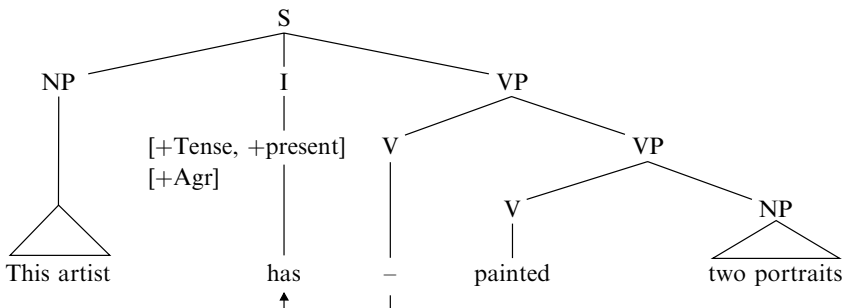 S
NP I VP
[+Tense, +present] V VP
[+Agr]
V NP
This artist has – painted two portraits